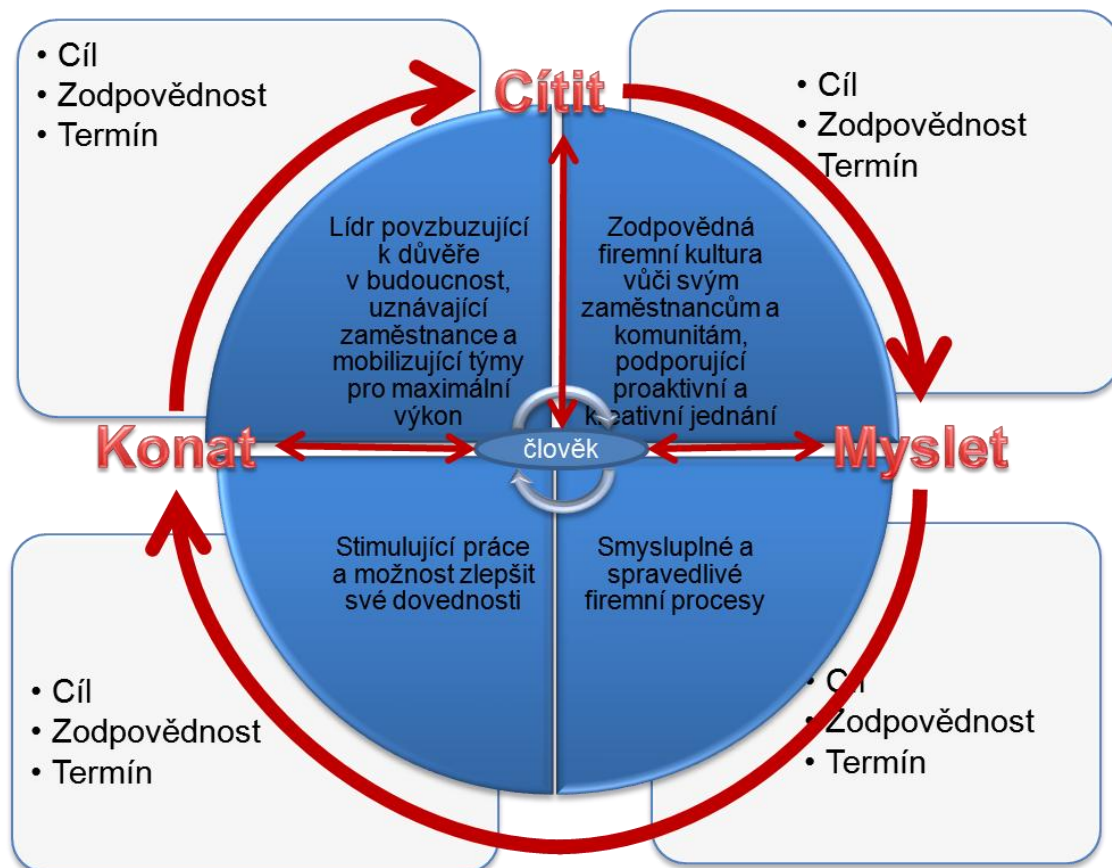 • Cíl
• Zodpovědnost
• Termín
Cítit
• Cíl
• Zodpovědnost
Termín
Lídr povzbuzující
k důvěře
v budoucnost,
uznávající
zaměstnance a
mobilizující týmy
pro maximální
výkon
Zodpovědná
firemní kultura
vůči svým
zaměstnancům a
komunitám,
podporující
proaktivní a
kreativní jednání
Konat
člověk
Myslet
Stimulující práce
a možnost zlepšit
své dovednosti
Smysluplné a
spravedlivé
firemní procesy
• Cíl
• Zodpovědnost
• Termín
• Cíl
• Zodpovědnost
• Termín